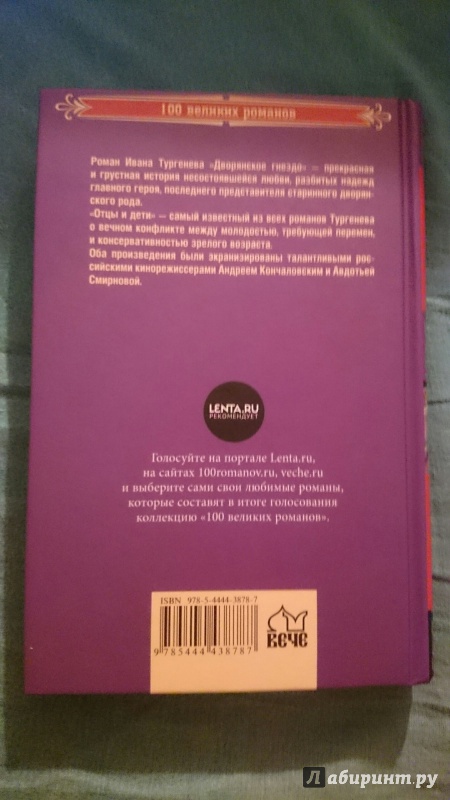 100 великих романов
Роман Ивана Тургенева «Дворянское гнездо» — прекрасная
и грустная история несостоявшейся любви, разбитых надежд
главного героя, последнего представителя старинного дворян-
ского рода.
«Отцы и дети» — самый известный из всех романов Тургенева
о вечном конфликте между молодостью, требующей перемен,
и консервативностью зрелого возраста.
Оба произведения были экранизированы талантливыми рос-
сийскими кинорежиссерами Андреем Кончаловским и Авдотьей
Смирновой.
LENTA.RU
РЕКОМЕНДУЕТ
Голосуйте на портале Lenta.ru,
на сайтах 100romanov.ru, veche.ru
и выберите сами свои любимые романы,
которые составят в итоге голосования
коллекцию «100 великих романов».
ISBN 978-5-4444-3878-7
9 785444 438787
ВЕЧЕ
Лабиринт.ру